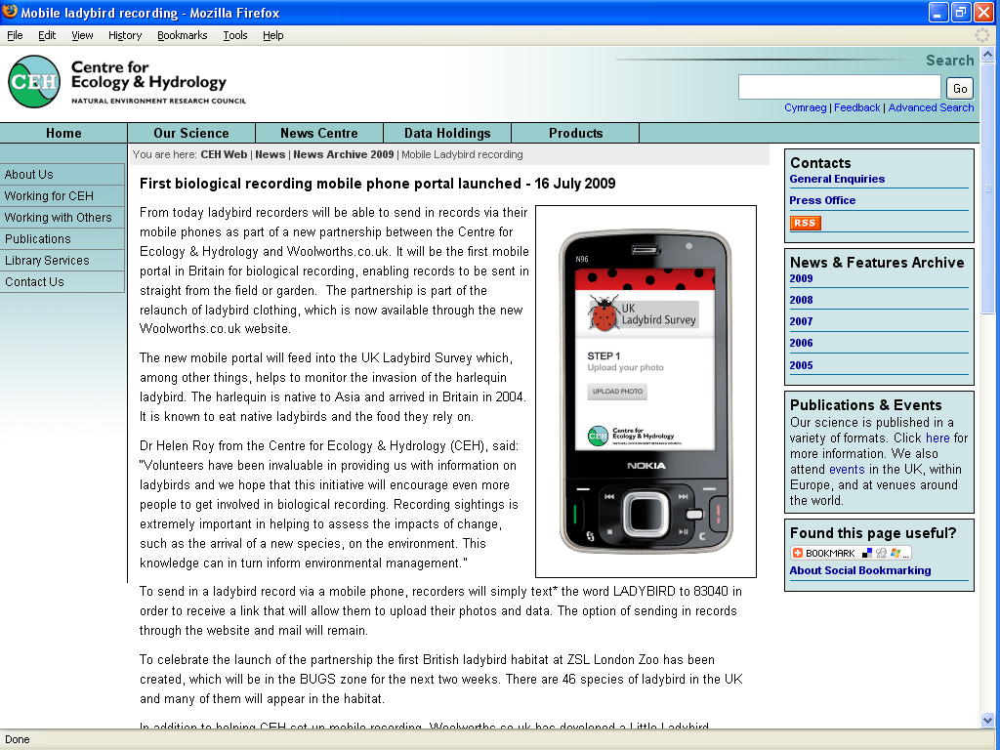 Mobile ladybird recording - Mozilla Firefox
File Edit View History Bookmarks Tools Help
CEH
Centre for
Ecology & Hydrology
NATURAL ENVIRONMENT RESEARCH COUNCIL
Search
Go
Cymraeg | Feedback | Advanced Search
Home Our Science News Centre Data Holdings Products
About Us
Working for CEH
Working with Others
Publications
Library Services
Contact Us
You are here: CEH Web | News | News Archive 2009 | Mobile Ladybird recording
First biological recording mobile phone portal launched - 16 July 2009
From today ladybird recorders will be able to send in records via their
mobile phones as part of a new partnership between the Centre for
Ecology & Hydrology and Woolworths.co.uk. It will be the first mobile
portal in Britain for biological recording, enabling records to be sent in
straight from the field or garden.  The partnership is part of the
relaunch of ladybird clothing, which is now available through the new
Woolworths.co.uk website.
The new mobile portal will feed into the UK Ladybird Survey which,
among other things, helps to monitor the invasion of the harlequin
ladybird. The harlequin is native to Asia and arrived in Britain in 2004.
It is known to eat native ladybirds and the food they rely on.
Dr Helen Roy from the Centre for Ecology & Hydrology (CEH), said:
"Volunteers have been invaluable in providing us with information on
ladybirds and we hope that this initiative will encourage even more
people to get involved in biological recording. Recording sightings is
extremely important in helping to assess the impacts of change,
such as the arrival of a new species, on the environment. This
knowledge can in turn inform environmental management."
N96
UK
Ladybird Survey
STEP 1
Upload your photo
UPLOAD PHOTO
CEH
Centre for
Ecology & Hydrology
NATURAL ENVIRONMENT RESEARCH COUNCIL
NOKIA
C
To send in a ladybird record via a mobile phone, recorders will simply text* the word LADYBIRD to 83040 in
order to receive a link that will allow them to upload their photos and data. The option of sending in records
through the website and mail will remain.
To celebrate the launch of the partnership the first British ladybird habitat at ZSL London Zoo has been
created, which will be in the BUGS zone for the next two weeks. There are 46 species of ladybird in the UK
and many of them will appear in the habitat.
In addition to helping CEH set up mobile recording, Woolworths.co.uk has developed a Little Ladybird
Contacts
General Enquiries
Press Office
RSS
News & Features Archive
2009
2008
2007
2006
2005
Publications & Events
Our science is published in a
variety of formats. Click here for
more information. We also
attend events in the UK, within
Europe, and at venues around
the world.
Found this page useful?
BOOKMARK ...
About Social Bookmarking
Done